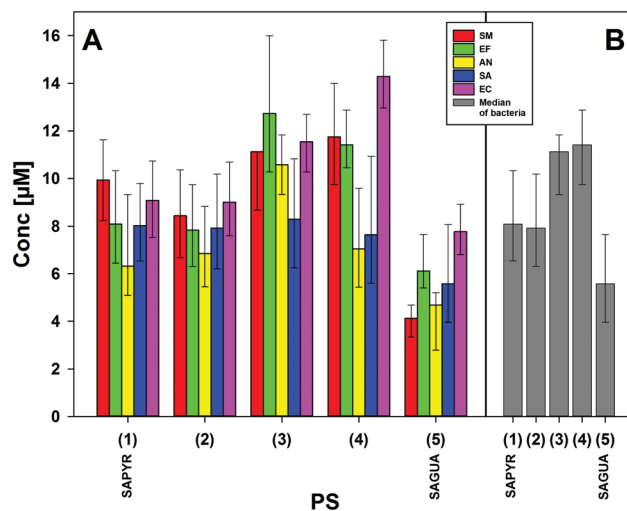 A
B
SM
EF
AN
SA
EC
Median
of bacteria
Conc [µM]
16
14
12
10
8
6
4
2
0
(1) (2) (3) (4) (5) (1) (2) (3) (4) (5)
SAPYR SAGUA SAPYR SAGUA
PS